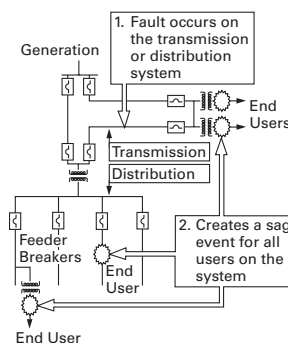 1. Fault occurs on
the transmission
or distribution
system
Generation
End
Users
Transmission
Distribution
2. Creates a sag
event for all
users on the
system
Feeder
Breakers
End
User
End User